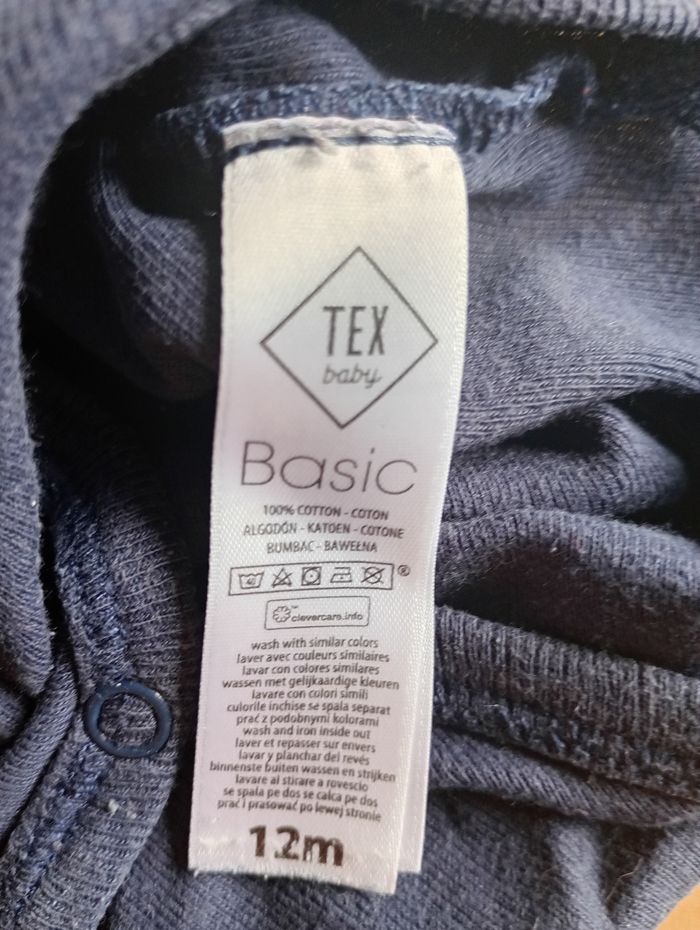 TEX
baby
Basic
100% COTTON - COTON
ALGODÓN - KATOEN - COTONE
BUMBAC - BAWEŁNA
40
®
clevercare.info
wash with similar colors
laver avec couleurs similaires
lavar con colores similares
wassen met gelijkaardige kleuren
lavare con colori simili
culorile inchise se spala separat
prać z podobnymi kolorami
wash and iron inside out
laver et repasser sur envers
lavar y planchar del revés
binnenste buiten wassen en strijken
lavare al stirare a rovescio
se spala pe dos se calca pe dos
prać i prasować po lewej stronie
12m